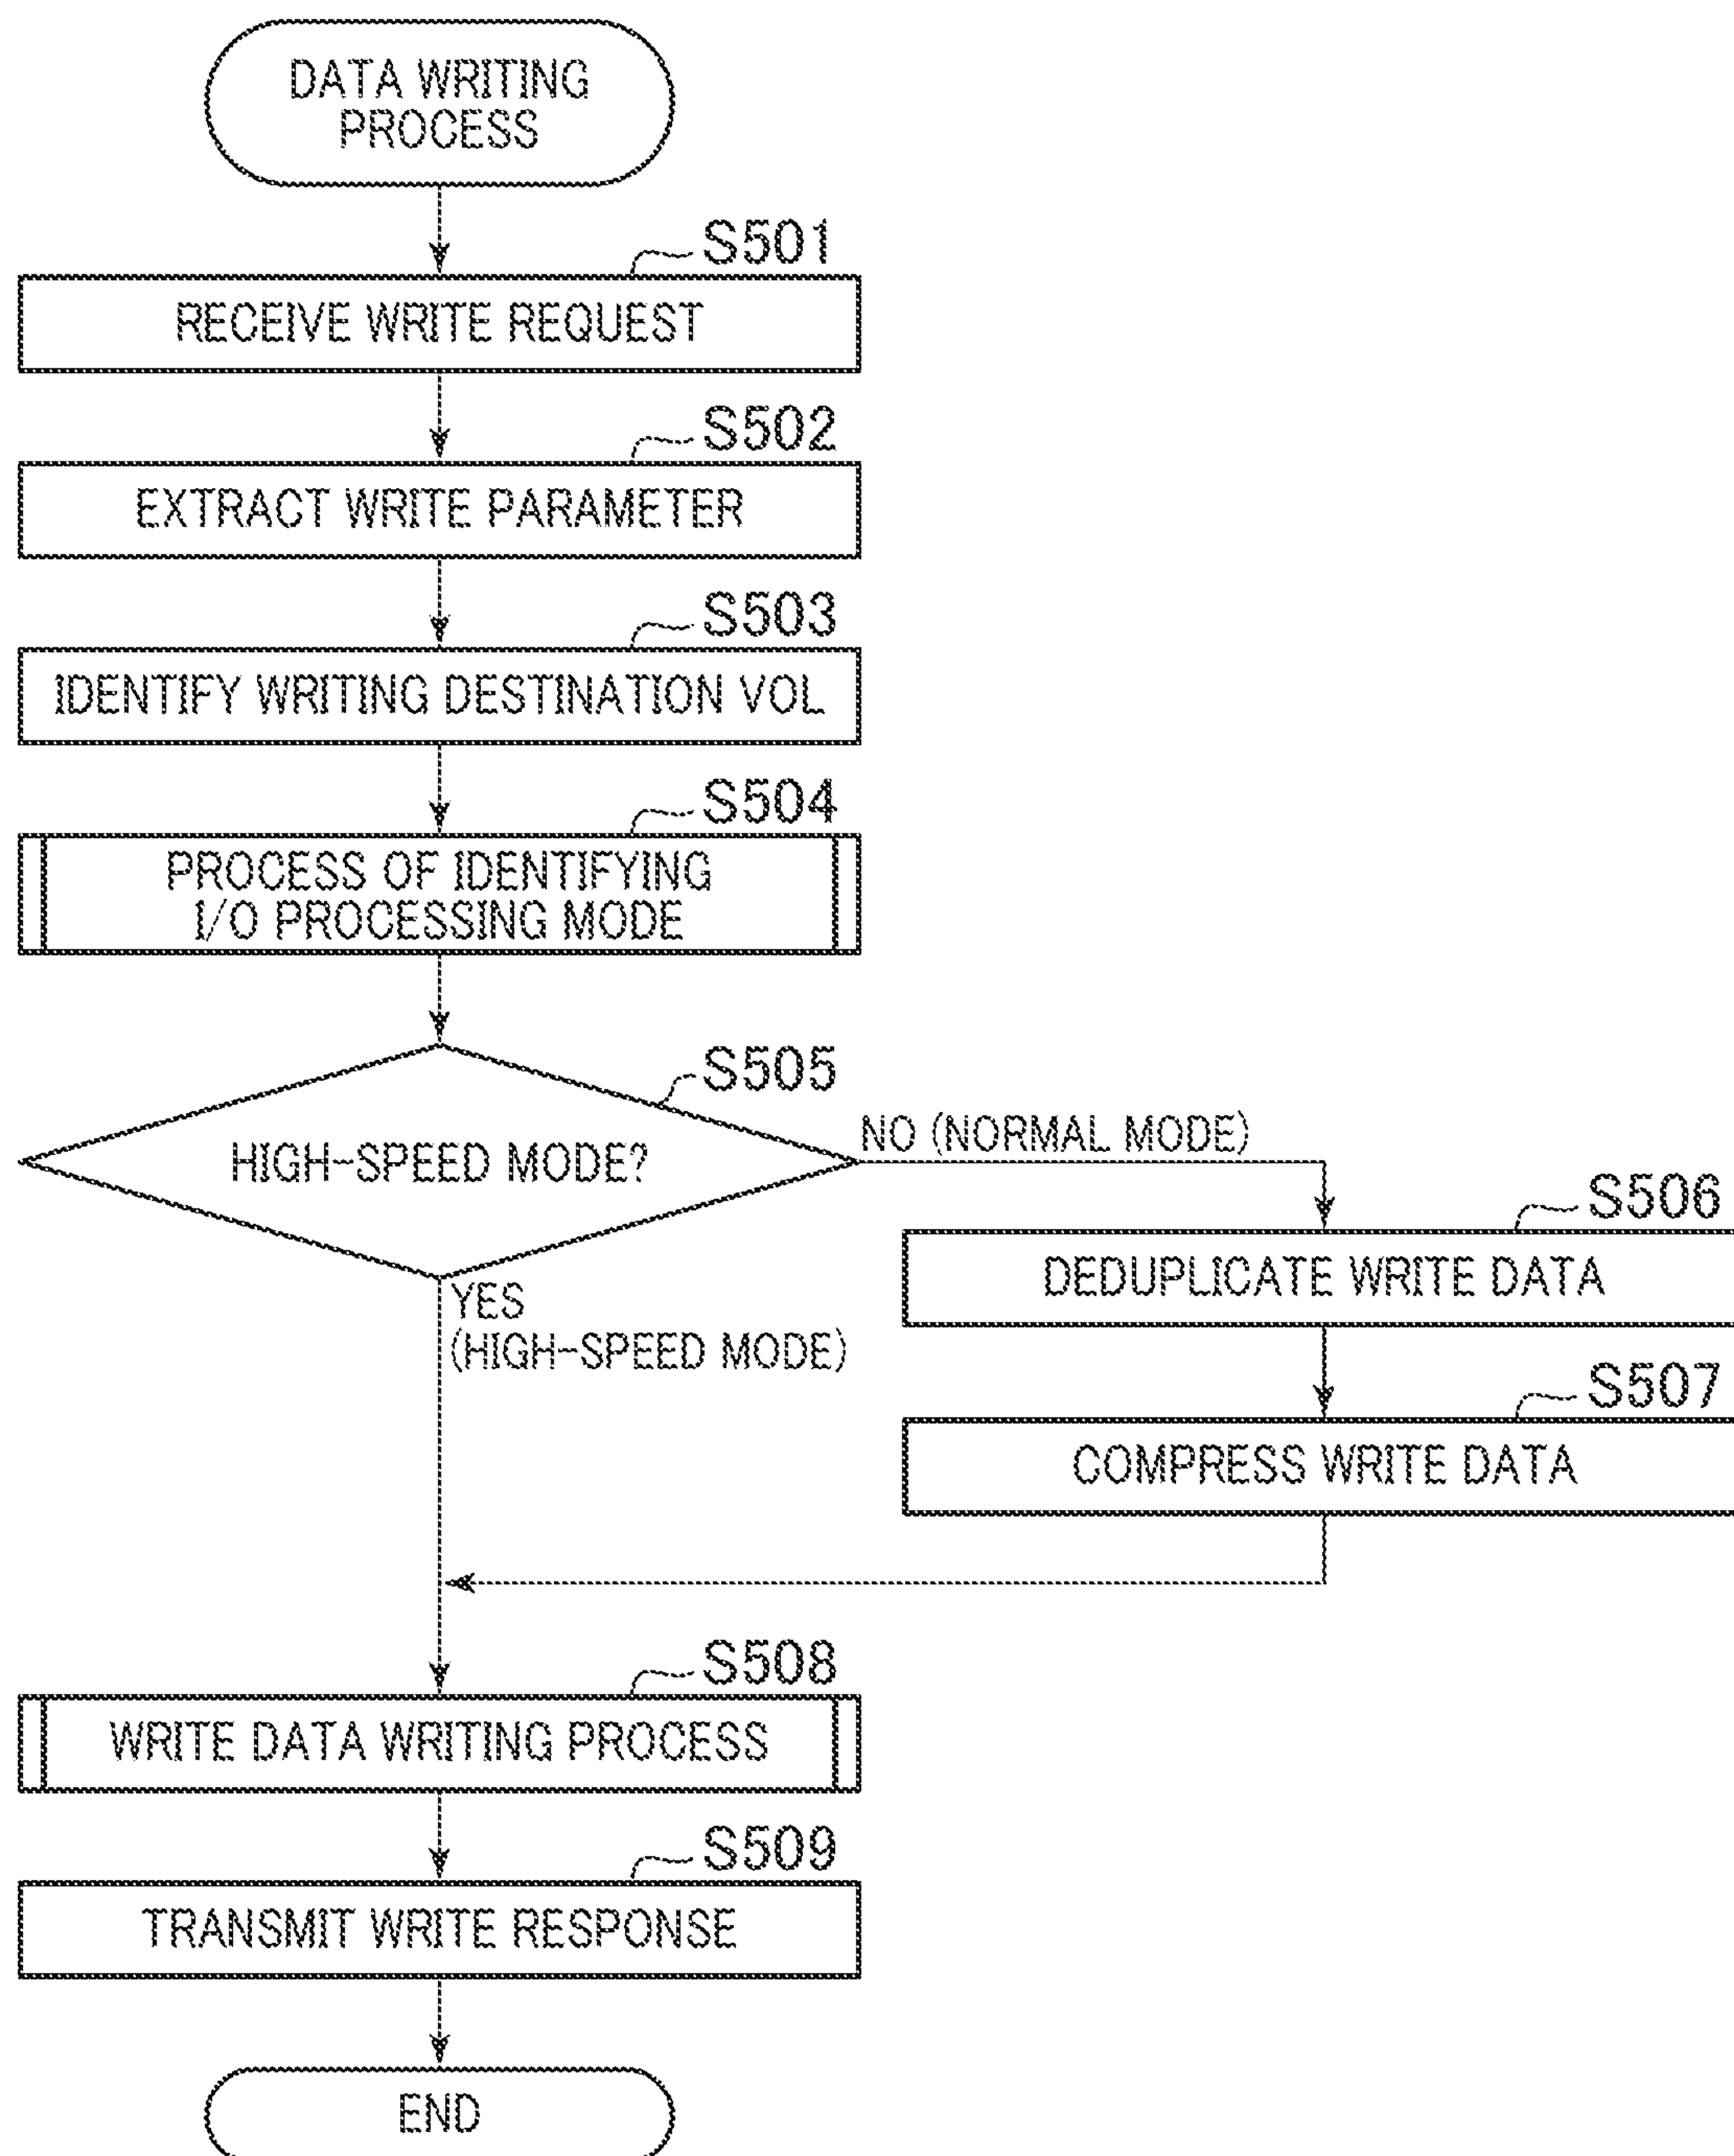 DATA WRITING
PROCESS
S501
RECEIVE WRITE REQUEST
S502
EXTRACT WRITE PARAMETER
S503
IDENTIFY WRITING DESTINATION VOL
S504
PROCESS OF IDENTIFYING
I/O PROCESSING MODE
S505
HIGH-SPEED MODE?
NO (NORMAL MODE)
YES
(HIGH-SPEED MODE)
S506
DEDUPLICATE WRITE DATA
S507
COMPRESS WRITE DATA
S508
WRITE DATA WRITING PROCESS
S509
TRANSMIT WRITE RESPONSE
END